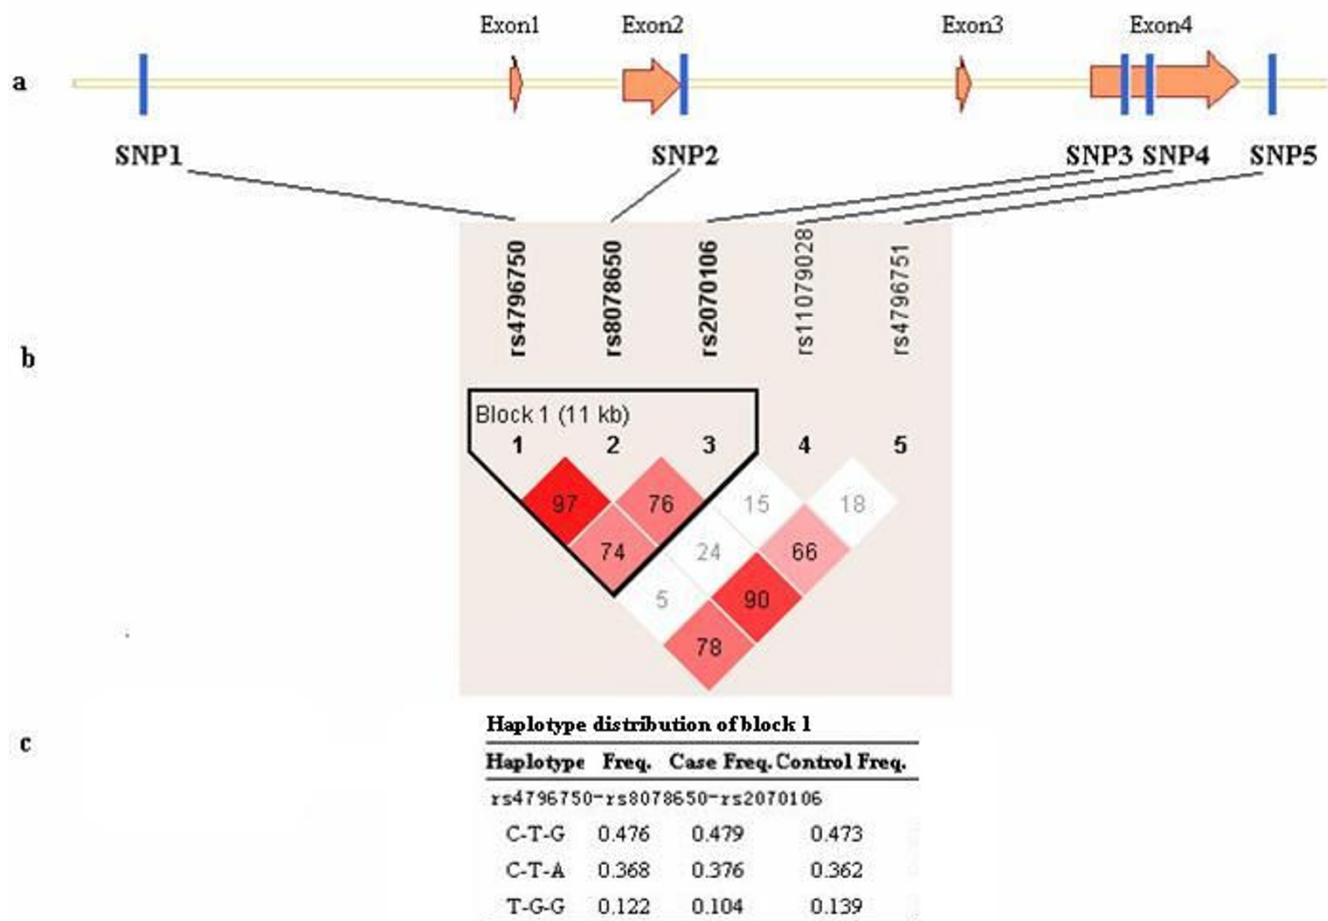 Exon1 Exon2 Exon3 Exon4
a
SNP1 SNP2 SNP3 SNP4 SNP5
rs4796750 rs8078650 rs2070106 rs11079028 rs4796751
b
Block 1 (11 kb)
1 2 3 4 5
97 76 15 18
74 24 66
5 90
78
c
Haplotype distribution of block 1
Haplotype Freq. Case Freq. Control Freq.
rs4796750-rs8078650-rs2070106
C-T-G 0.476 0.479 0.473
C-T-A 0.368 0.376 0.362
T-G-G 0.122 0.104 0.139